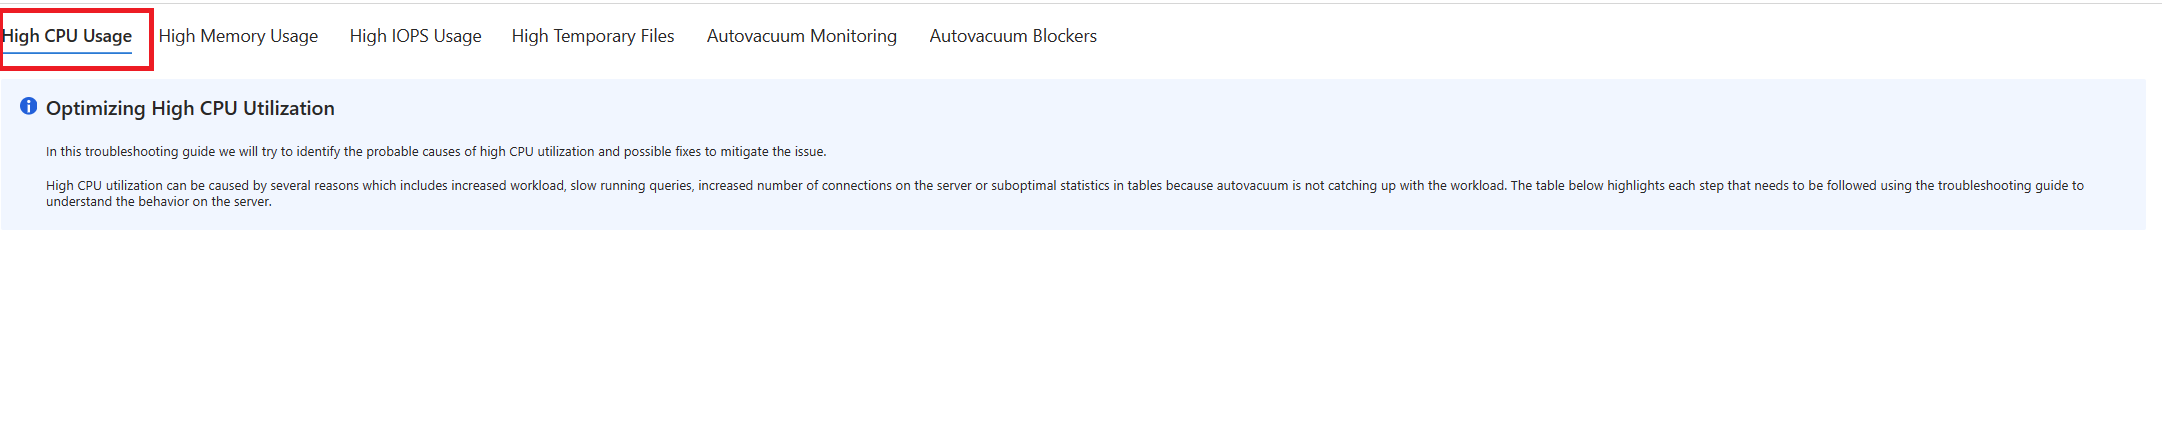 High CPU Usage High Memory Usage High IOPS Usage High Temporary Files Autovacuum Monitoring Autovacuum Blockers
Optimizing High CPU Utilization
In this troubleshooting guide we will try to identify the probable causes of high CPU utilization and possible fixes to mitigate the issue.
High CPU utilization can be caused by several reasons which includes increased workload, slow running queries, increased number of connections on the server or suboptimal statistics in tables because autovacuum is not catching up with the workload. The table below highlights each step that needs to be followed using the troubleshooting guide to
understand the behavior on the server.